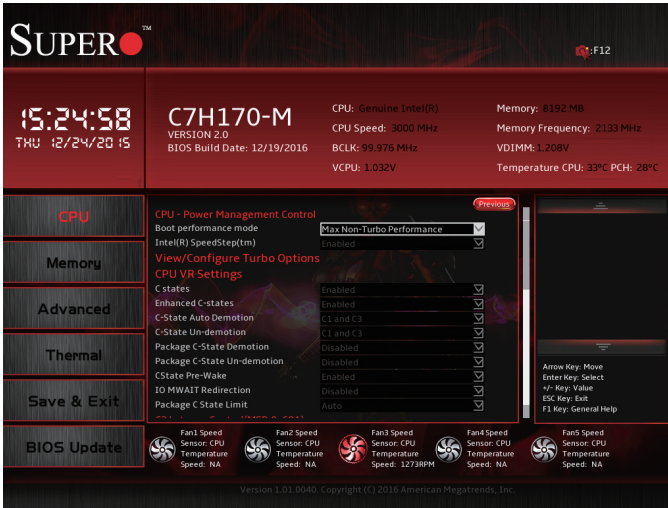 SUPER
TM
:F12
15:24:58
THU 12/24/2015
C7H170-M
VERSION 2.0
BIOS Build Date: 12/19/2016
CPU: Genuine Intel(R)
CPU Speed: 3000 MHz
BCLK: 99.976 MHz
VCPU: 1.032V
Memory: 8192 MB
Memory Frequency: 2133 MHz
VDIMM: 1.208V
Temperature CPU: 33ºC PCH: 28ºC
CPU
Memory
Advanced
Thermal
Save & Exit
BIOS Update
Previous
CPU - Power Management Control
Boot performance mode Max Non-Turbo Performance
Intel(R) SpeedStep(tm) Enabled
View/Configure Turbo Options
CPU VR Settings
C states Enabled
Enhanced C-states Enabled
C-State Auto Demotion C1 and C3
C-State Un-demotion C1 and C3
Package C-State Demotion Disabled
Package C-State Un-demotion Disabled
CState Pre-Wake Enabled
IO MWAIT Redirection Disabled
Package C State Limit Auto
Arrow Key: Move
Enter Key: Select
+/- Key: Value
ESC Key: Exit
F1 Key: General Help
Fan1 Speed
Sensor: CPU
Temperature
Speed: NA
Fan2 Speed
Sensor: CPU
Temperature
Speed: NA
Fan3 Speed
Sensor: CPU
Temperature
Speed: 1273RPM
Fan4 Speed
Sensor: CPU
Temperature
Speed: NA
Fan5 Speed
Sensor: CPU
Temperature
Speed: NA
Version 1.01.0040. Copyright (C) 2016 American Megatrends, Inc.